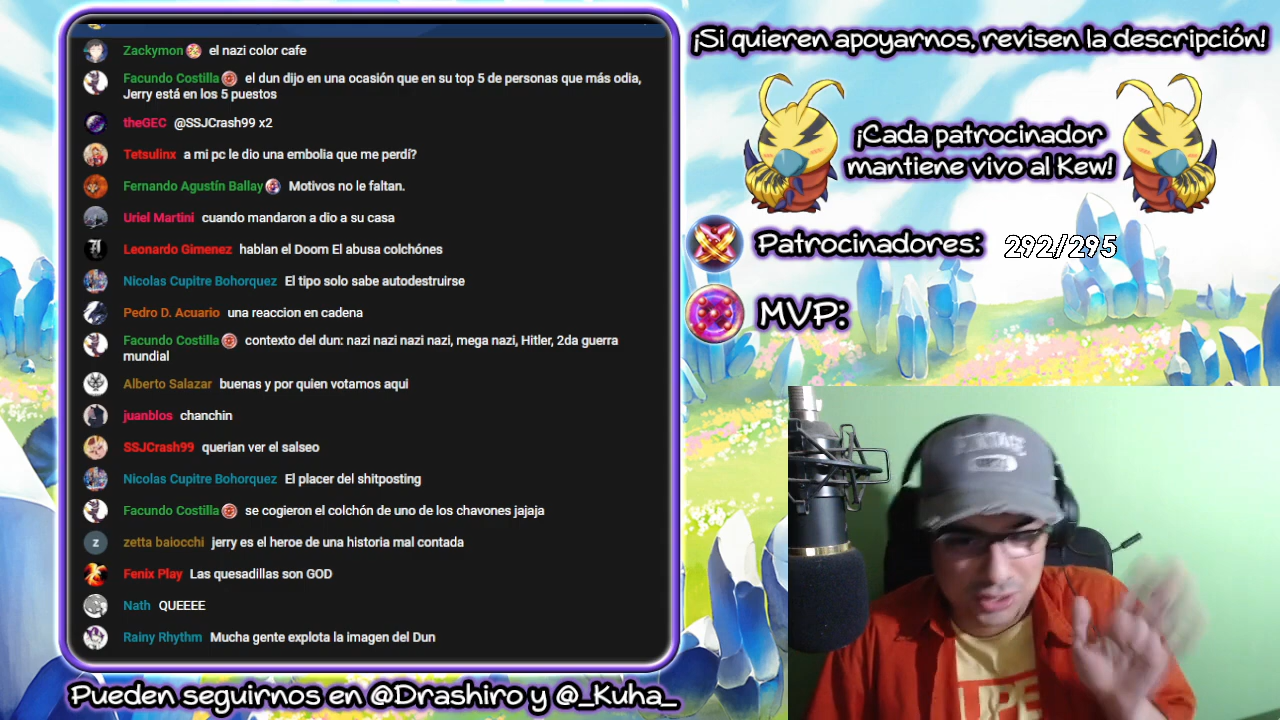 Zackymon el nazi color cafe
Facundo Costilla el dun dijo en una ocasión que en su top 5 de personas que más odia,
Jerry está en los 5 puestos
theGEC @SSJCrash99 x2
Tetsulinx a mi pc le dio una embolia que me perdí?
Fernando Agustín Ballay Motivos no le faltan.
Uriel Martini cuando mandaron a dio a su casa
Leonardo Gimenez hablan el Doom El abusa colchónes
Nicolas Cupitre Bohorquez El tipo solo sabe autodestruirse
Pedro D. Acuario una reaccion en cadena
Facundo Costilla contexto del dun: nazi nazi nazi nazi, mega nazi, Hitler, 2da guerra
mundial
Alberto Salazar buenas y por quien votamos aqui
juanblos chanchin
SSJCrash99 querian ver el salseo
Nicolas Cupitre Bohorquez El placer del shitposting
Facundo Costilla se cogieron el colchón de uno de los chavones jajaja
z zetta baiocchi jerry es el heroe de una historia mal contada
Fenix Play Las quesadillas son GOD
Nath QUEEEE
Rainy Rhythm Mucha gente explota la imagen del Dun
Pueden seguirnos en @Drashiro y @_Kuha_
¡Si quieren apoyarnos, revisen la descripción!
¡Cada patrocinador
mantiene vivo al Kew!
Patrocinadores: 292/295
MVP: